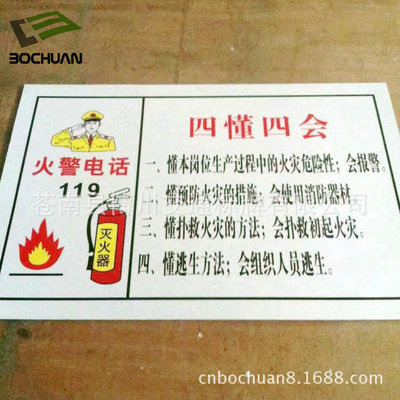 BOCHUAN
四懂四会
火警电话
119
灭火器
一、懂本岗位生产过程中的火灾危险性；会报警。
二、懂预防火灾的措施；会使用消防器材。
三、懂扑救火灾的方法；会扑救初起火灾。
四、懂逃生方法；会组织人员逃生。
cnbochuan8.1688.com